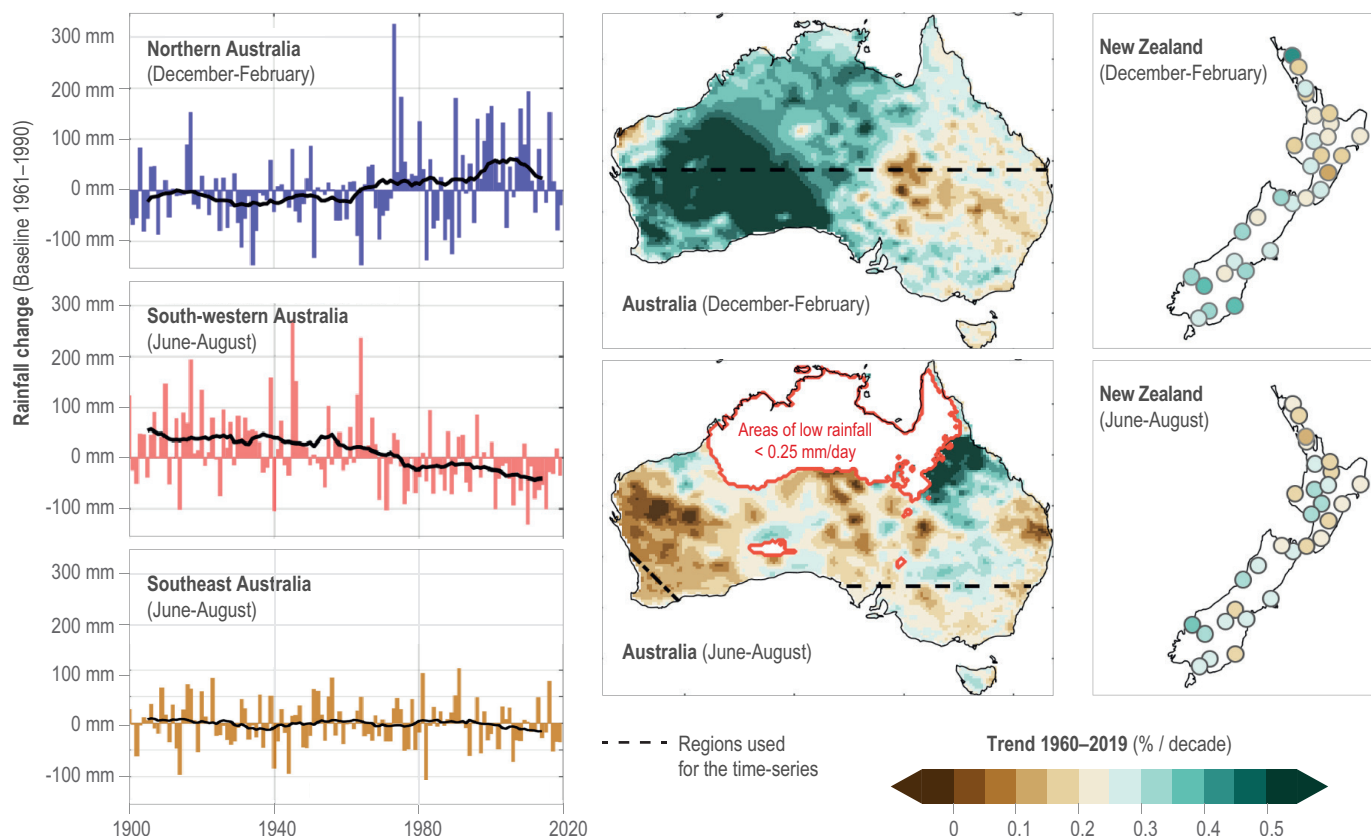 Rainfall change (Baseline 1961–1990)
300 mm
200 mm
100 mm
0 mm
-100 mm
Northern Australia
(December-February)
300 mm
200 mm
100 mm
0 mm
-100 mm
South-western Australia
(June-August)
300 mm
200 mm
100 mm
0 mm
-100 mm
Southeast Australia
(June-August)
1900
1940
1980
2020
Australia (December-February)
New Zealand
(December-February)
Areas of low rainfall
< 0.25 mm/day
Australia (June-August)
New Zealand
(June-August)
Regions used
for the time-series
Trend 1960–2019 (% / decade)
0
0.1
0.2
0.3
0.4
0.5